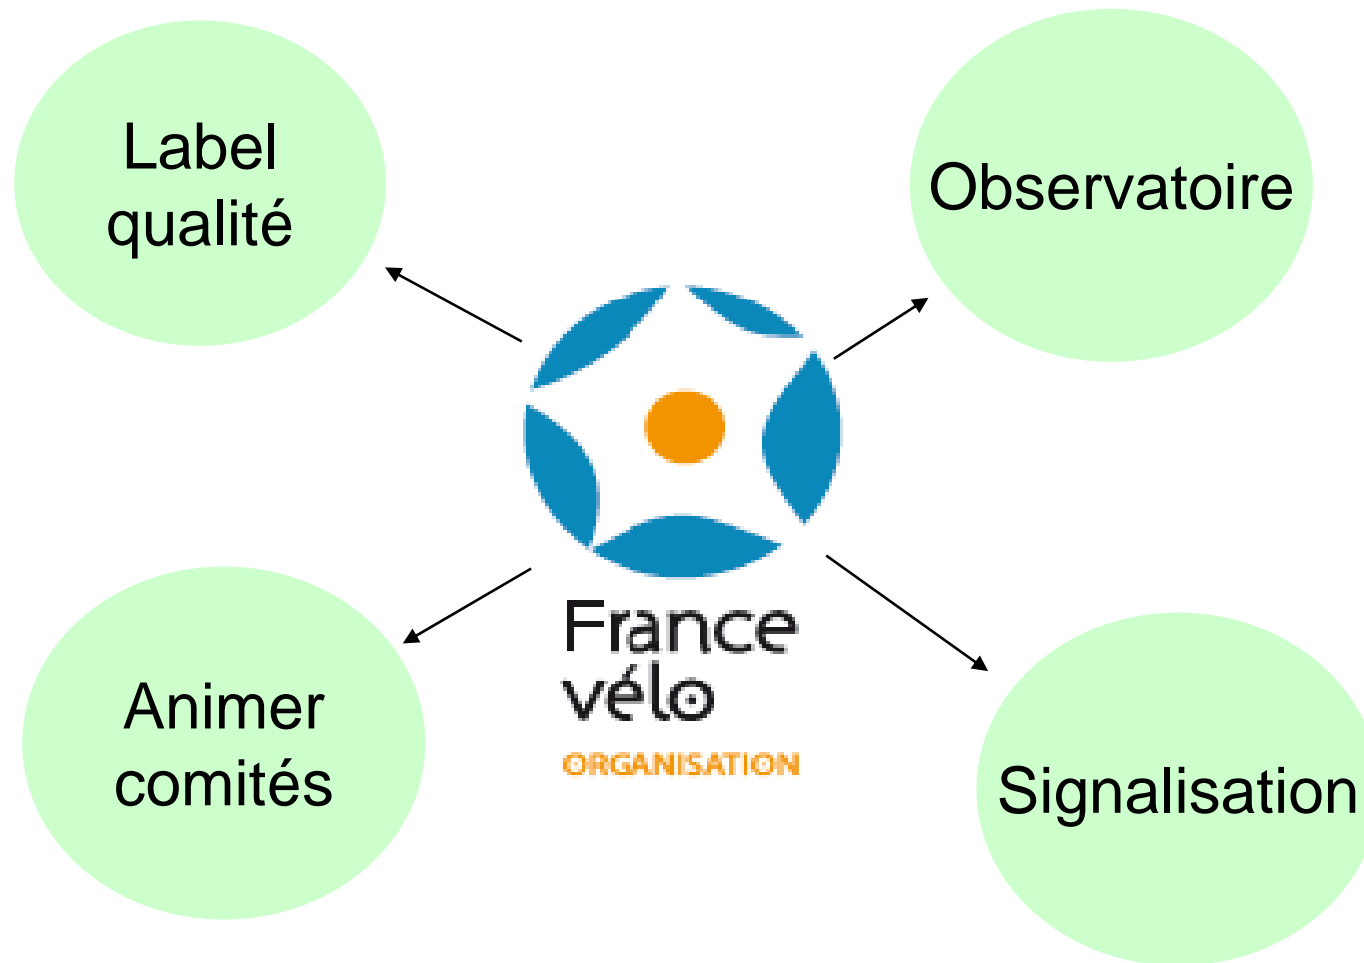 Label
qualité
Observatoire
France
vélo
ORGANISATION
Animer
comités
Signalisation